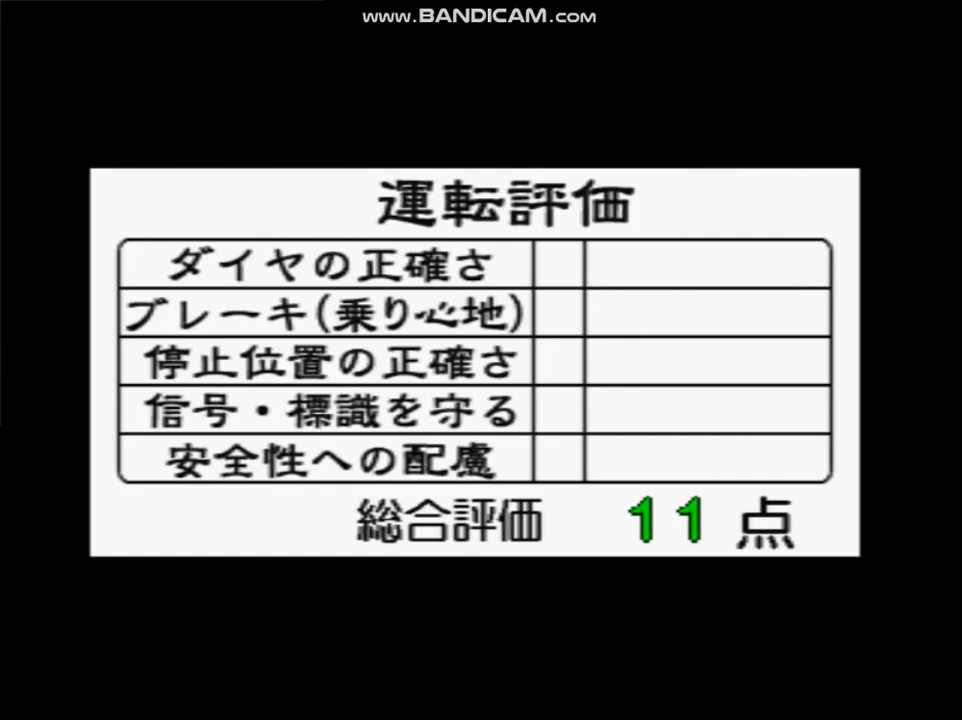 WWW.BANDICAM.COM
運転評価
ダイヤの正確さ
ブレーキ(乗り心地)
停止位置の正確さ
信号・標識を守る
安全性への配慮
総合評価 11 点